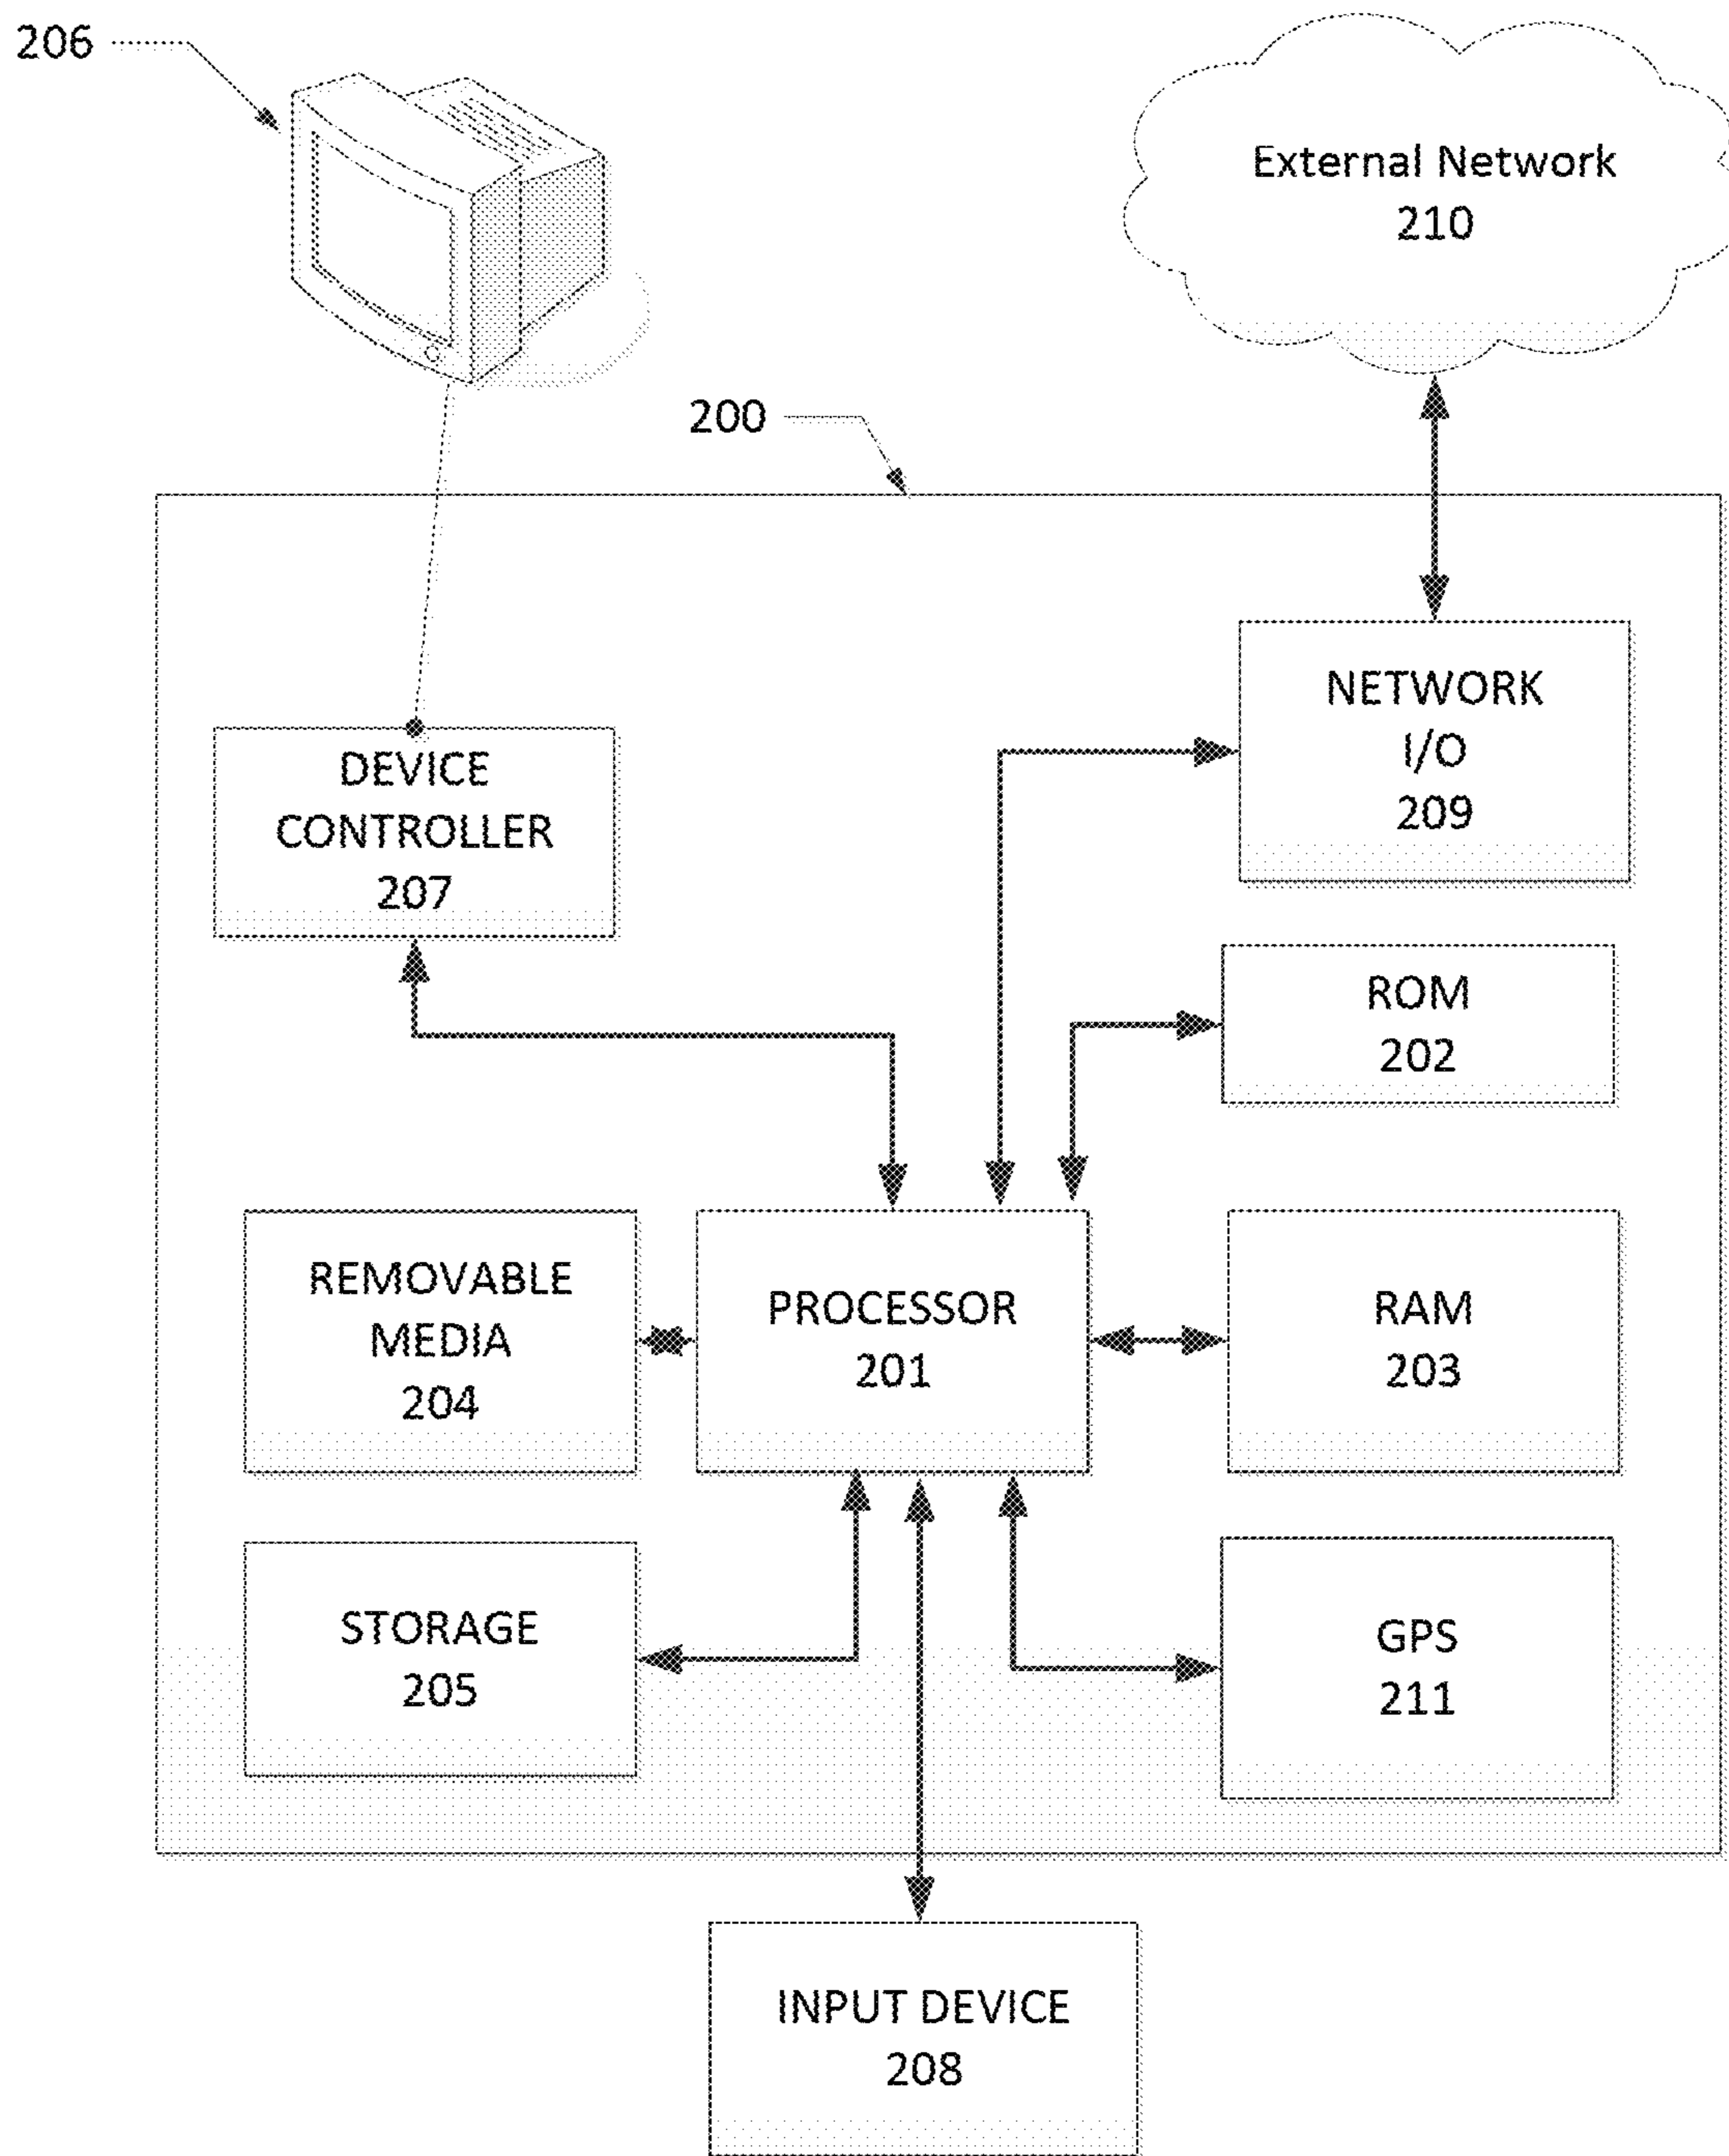 206
External Network
210
200
NETWORK
I/O
209
DEVICE
CONTROLLER
207
ROM
202
REMOVABLE
MEDIA
204
PROCESSOR
201
RAM
203
STORAGE
205
GPS
211
INPUT DEVICE
208